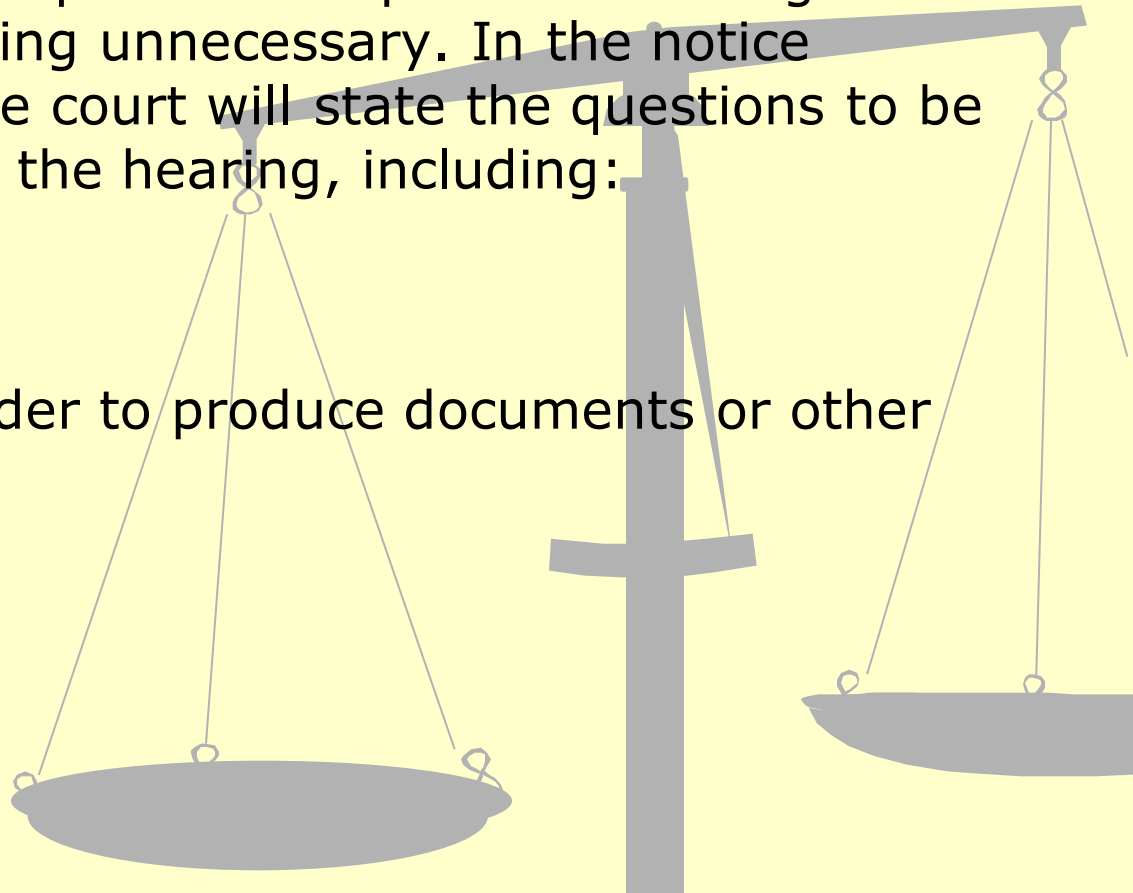 ing unnecessary. In the notice
e court will state the questions to be
the hearing, including:
der to produce documents or other